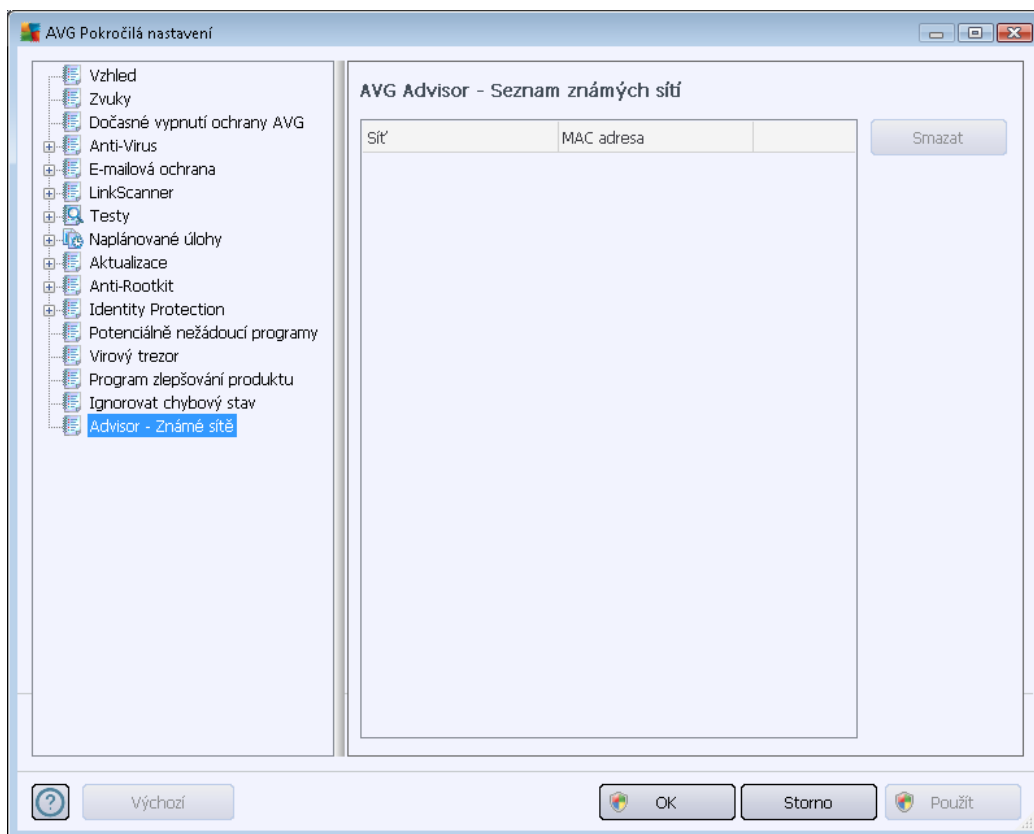 AVG Pokročilá nastavení
Vzhled
Zvuky
Dočasné vypnutí ochrany AVG
Anti-Virus
E-mailová ochrana
LinkScanner
Testy
Naplánované úlohy
Aktualizace
Anti-Rootkit
Identity Protection
Potenciálně nežádoucí programy
Virový trezor
Program zlepšování produktu
Ignorovat chybový stav
Advisor - Známé sítě
AVG Advisor - Seznam známých sítí
Síť MAC adresa
Smazat
Výchozí OK Storno Použít